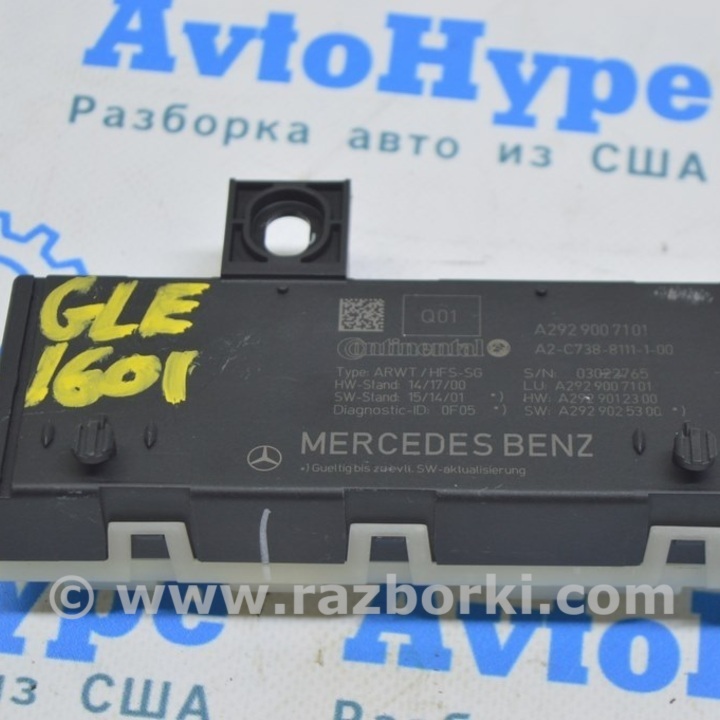 AvtoHype
Разборка авто из США
GLE
1601
Q01
A292 900 7101
Continental
A2-C738-8111-1-00
Type: ARWT/HFS-SG
S/N: 03022765
HW-Stand: 14/17/00
LU: A292 900 7101
SW-Stand: 15/14/01 *)
HW: A292 901 23 00
Diagnostic-ID: 0F05 *)
SW: A292 902 53 00 *)
MERCEDES BENZ
*) Gueltig bis zu evtl. SW-aktualisierung
© www.razborki.com
Hype
Hype
из США
Разборка